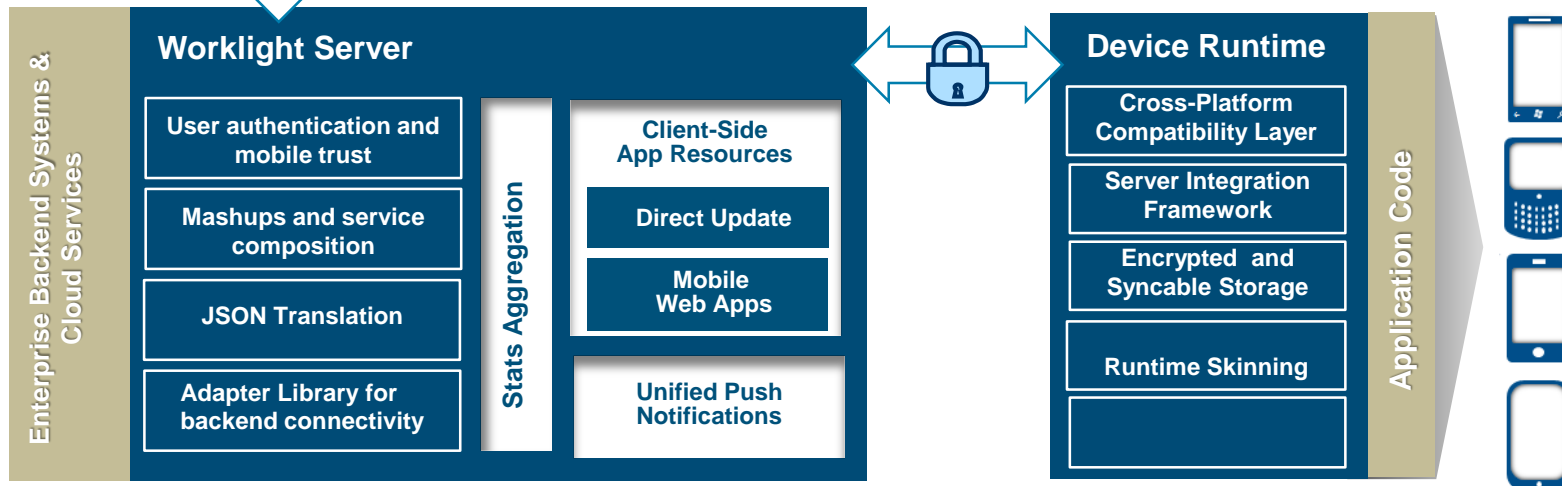 Enterprise Backend Systems &
Cloud Services
Worklight Server
User authentication and
mobile trust
Mashups and service
composition
JSON Translation
Adapter Library for
backend connectivity
Stats Aggregation
Client-Side
App Resources
Direct Update
Mobile
Web Apps
Unified Push
Notifications
Device Runtime
Cross-Platform
Compatibility Layer
Server Integration
Framework
Encrypted and
Syncable Storage
Runtime Skinning
Application Code